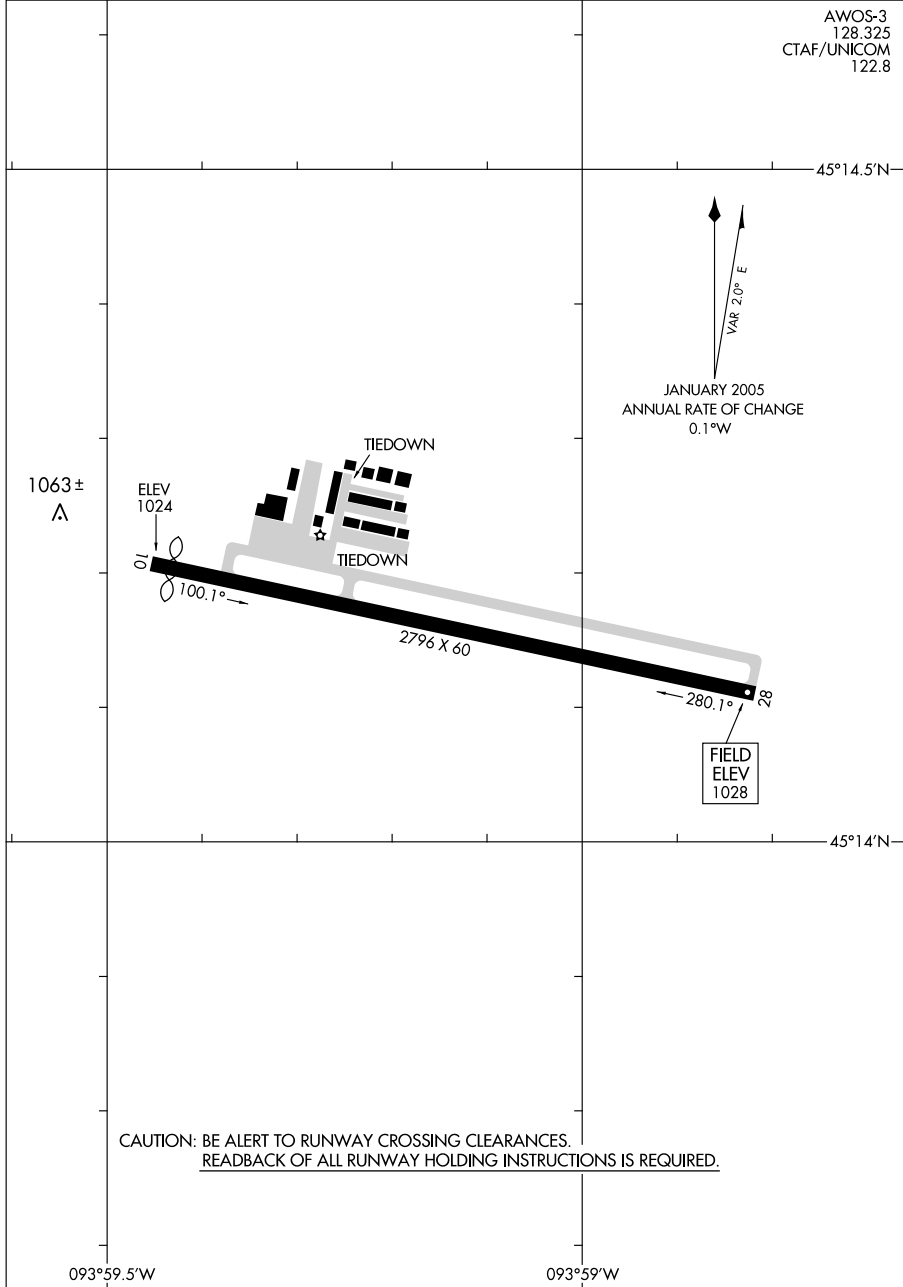 AWOS-3
128.325
CTAF/UNICOM
122.8
45°14.5'N
VAR 2.0° E
JANUARY 2005
ANNUAL RATE OF CHANGE
0.1°W
TIEDOWN
1063 ±
ELEV
1024
TIEDOWN
10
100.1°
2796 X 60
280.1°
28
FIELD
ELEV
1028
45°14'N
CAUTION: BE ALERT TO RUNWAY CROSSING CLEARANCES.
READBACK OF ALL RUNWAY HOLDING INSTRUCTIONS IS REQUIRED.
093°59.5'W
093°59'W